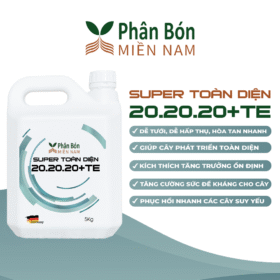 Phân Bón
MIỀN NAM
Phân Bón
MIỀN NAM
SUPER TOÀN DIỆN
20.20.20+TE
5Kg
SUPER TOÀN DIỆN
20.20.20+TE
DỄ TƯỚI, DỄ HẤP THỤ, HÒA TAN NHANH
GIÚP CÂY PHÁT TRIỂN TOÀN DIỆN
KÍCH THÍCH TĂNG TRƯỞNG ỔN ĐỊNH
TĂNG CƯỜNG SỨC ĐỀ KHÁNG CHO CÂY
PHỤC HỒI NHANH CÁC CÂY SUY YẾU